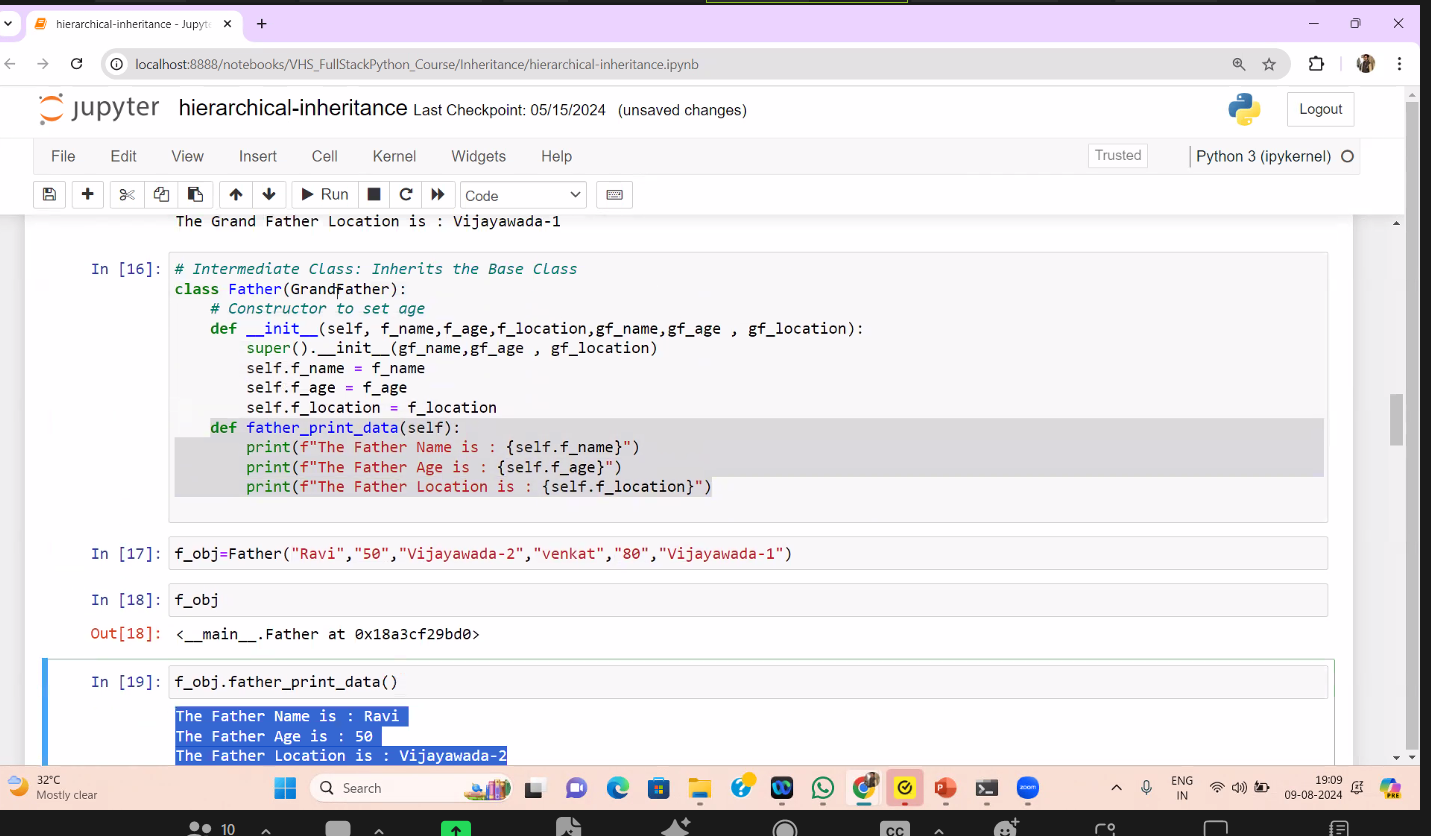 hierarchical-inheritance - Jupyt
localhost:8888/notebooks/VHS_FullStackPython_Course/Inheritance/hierarchical-inheritance.ipynb
jupyter hierarchical-inheritance Last Checkpoint: 05/15/2024 (unsaved changes)
Logout
File Edit View Insert Cell Kernel Widgets Help
Trusted
Python 3 (ipykernel)
Run
Code
The Grand Father Location is : Vijayawada-1
In [16]: # Intermediate Class: Inherits the Base Class
class Father(GrandFather):
# Constructor to set age
def __init__(self, f_name,f_age,f_location,gf_name,gf_age , gf_location):
super().__init__(gf_name,gf_age , gf_location)
self.f_name = f_name
self.f_age = f_age
self.f_location = f_location
def father_print_data(self):
print(f"The Father Name is : {self.f_name}")
print(f"The Father Age is : {self.f_age}")
print(f"The Father Location is : {self.f_location}")
In [17]: f_obj=Father("Ravi","50","Vijayawada-2","venkat","80","Vijayawada-1")
In [18]: f_obj
Out[18]: <__main__.Father at 0x18a3cf29bd0>
In [19]: f_obj.father_print_data()
The Father Name is : Ravi
The Father Age is : 50
The Father Location is : Vijayawada-2
32°C
Mostly clear
Search
zoom
PRE
ENG
IN
19:09
09-08-2024
10
CC